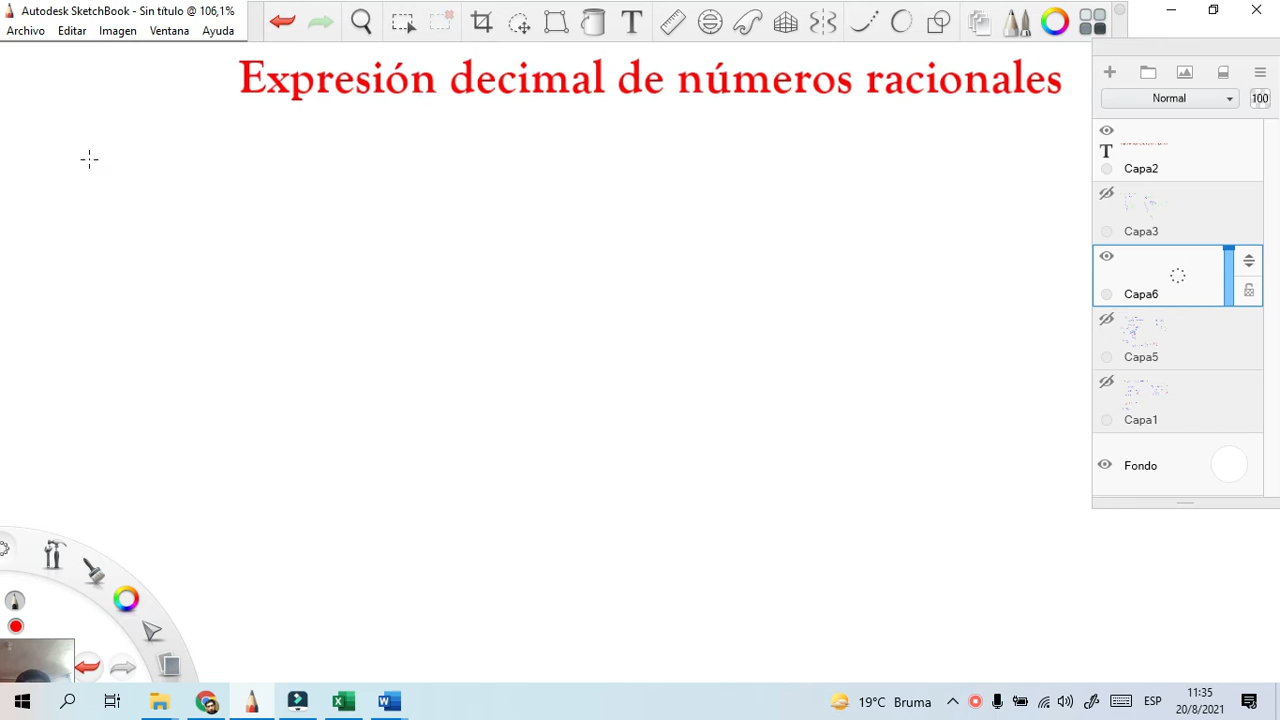 Autodesk SketchBook - Sin título @ 106,1%
Archivo Editar Imagen Ventana Ayuda
T
Expresión decimal de números racionales
Normal 100
T
Capa2
Capa3
Capa6
Capa5
Capa1
Fondo
19°C Bruma ESP 11:35
20/8/2021